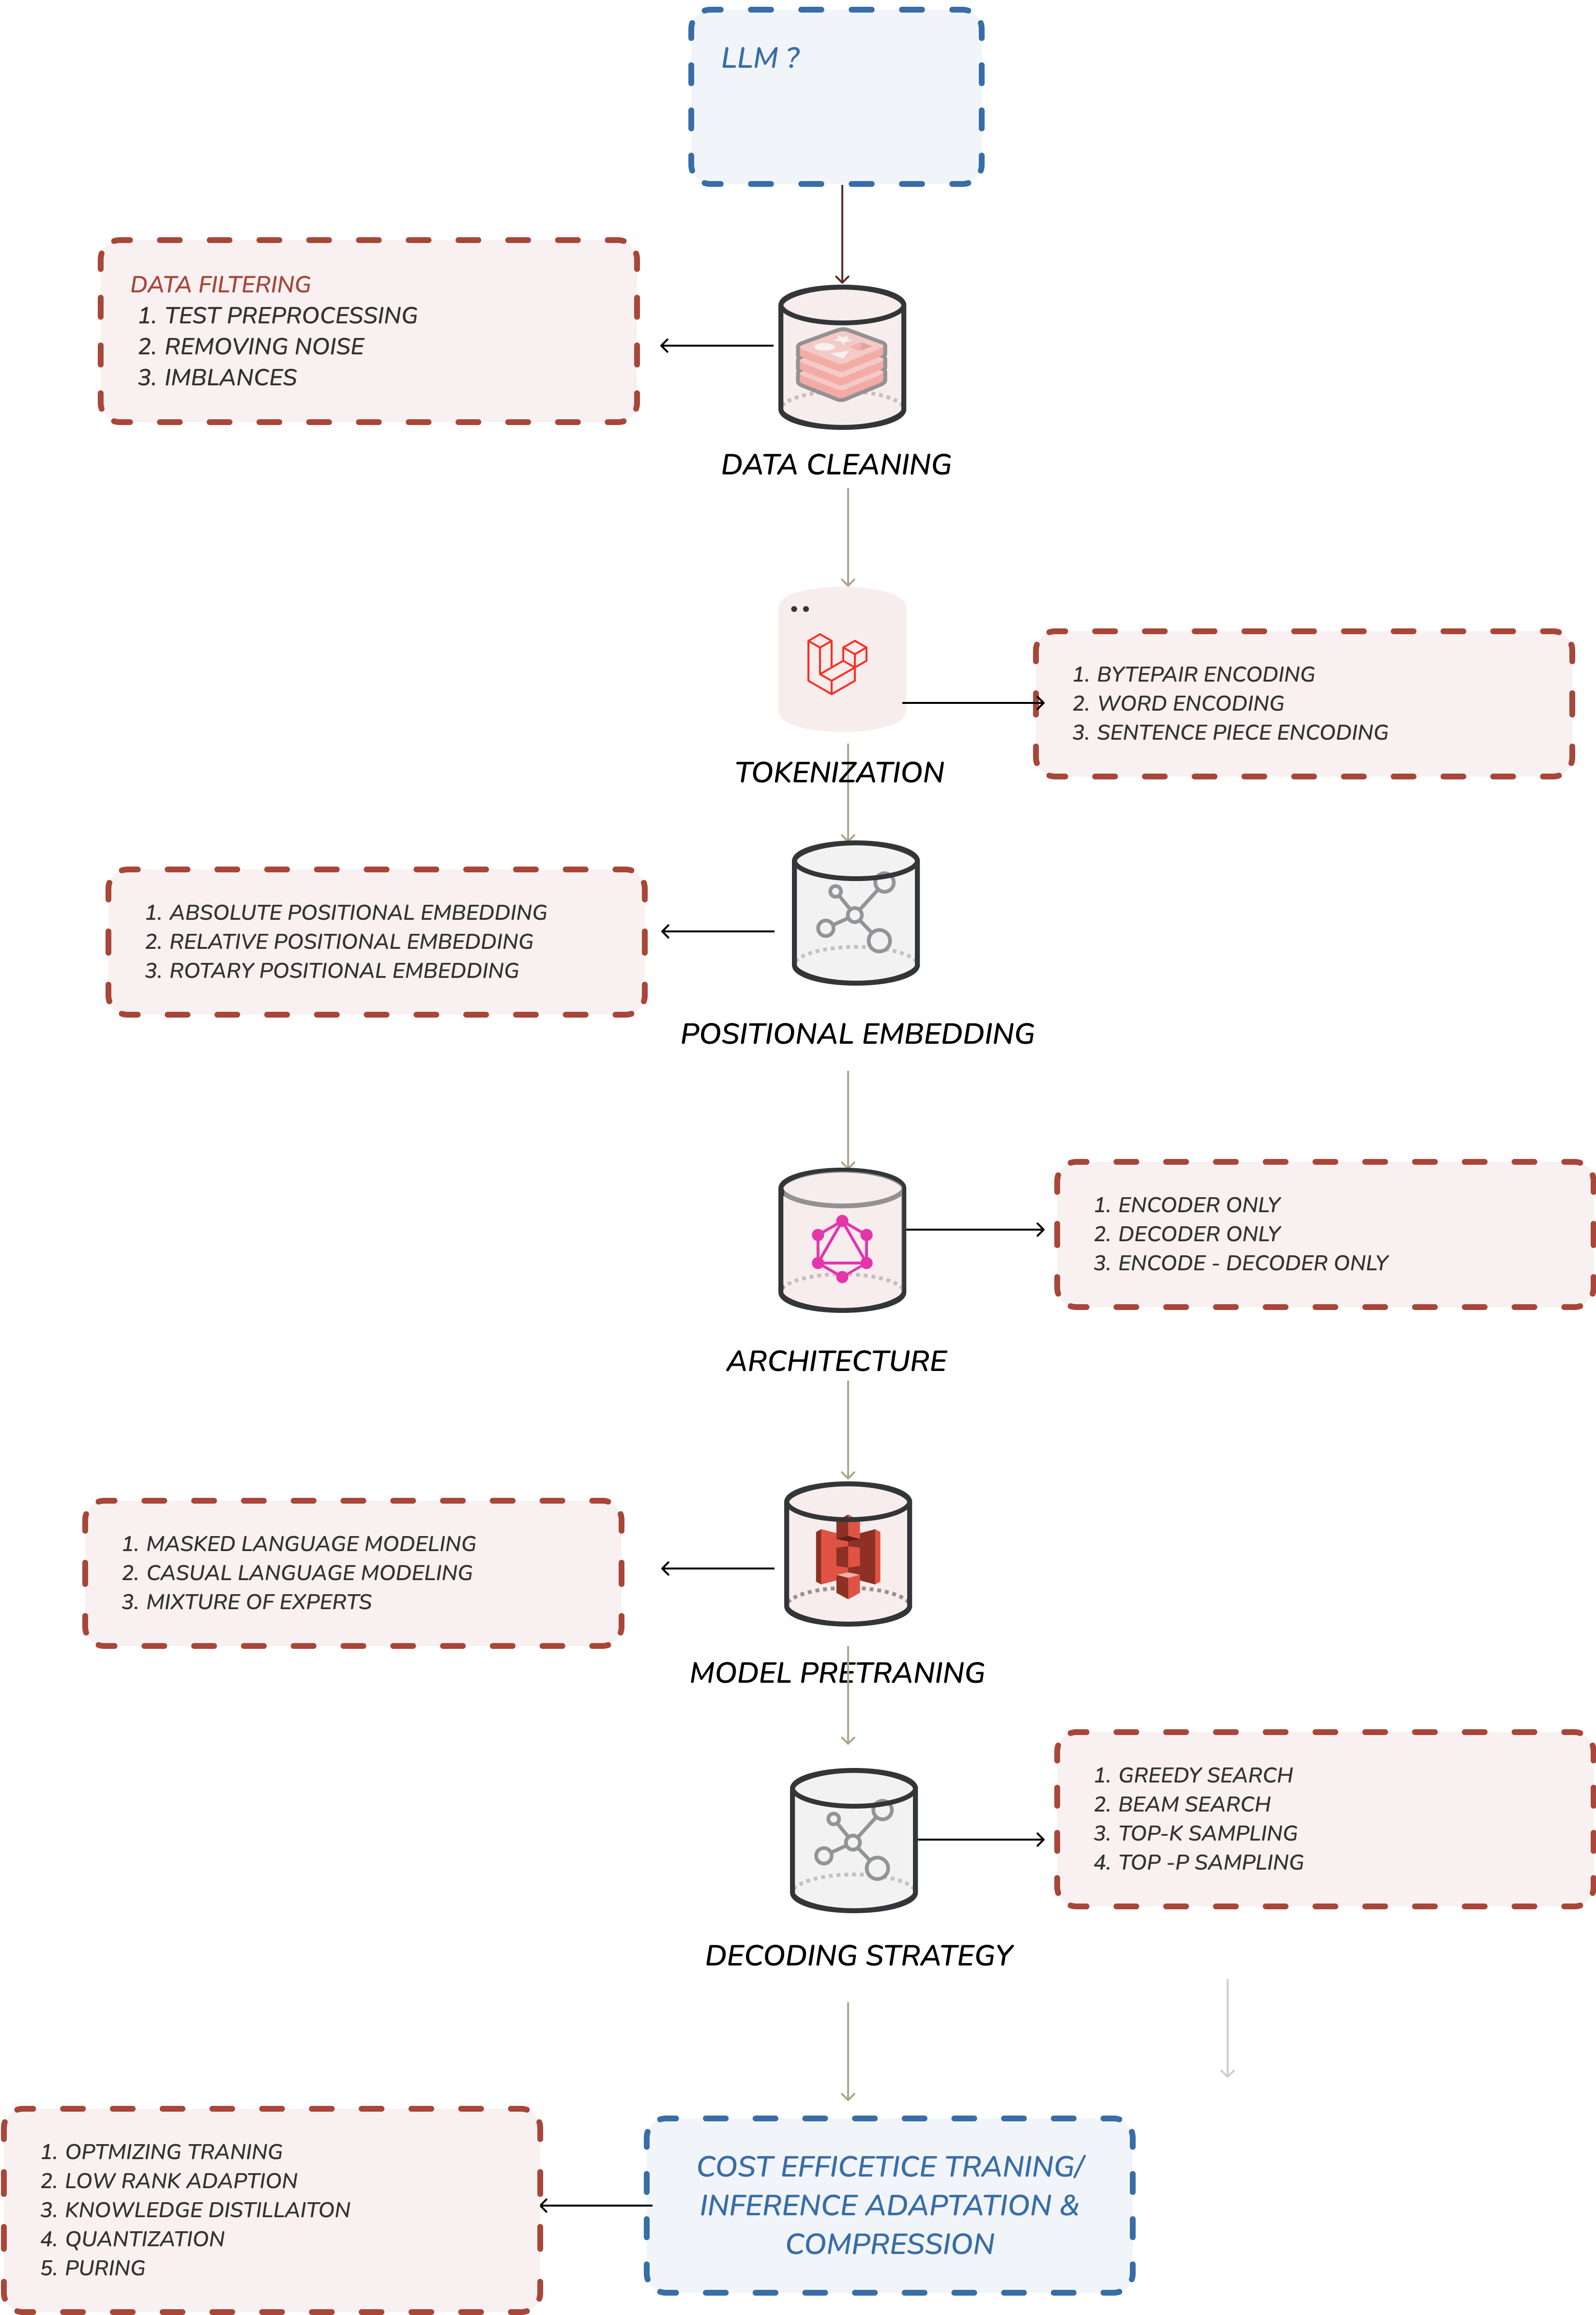 LLM ?
DATA FILTERING
1. TEST PREPROCESSING
2. REMOVING NOISE
3. IMBLANCES
DATA CLEANING
1. BYTEPAIR ENCODING
2. WORD ENCODING
3. SENTENCE PIECE ENCODING
TOKENIZATION
1. ABSOLUTE POSITIONAL EMBEDDING
2. RELATIVE POSITIONAL EMBEDDING
3. ROTARY POSITIONAL EMBEDDING
POSITIONAL EMBEDDING
1. ENCODER ONLY
2. DECODER ONLY
3. ENCODE - DECODER ONLY
ARCHITECTURE
1. MASKED LANGUAGE MODELING
2. CASUAL LANGUAGE MODELING
3. MIXTURE OF EXPERTS
MODEL PRETRANING
1. GREEDY SEARCH
2. BEAM SEARCH
3. TOP-K SAMPLING
4. TOP -P SAMPLING
DECODING STRATEGY
1. OPTMIZING TRANING
2. LOW RANK ADAPTION
3. KNOWLEDGE DISTILLAITON
4. QUANTIZATION
5. PURING
COST EFFICETICE TRANING/
INFERENCE ADAPTATION &
COMPRESSION